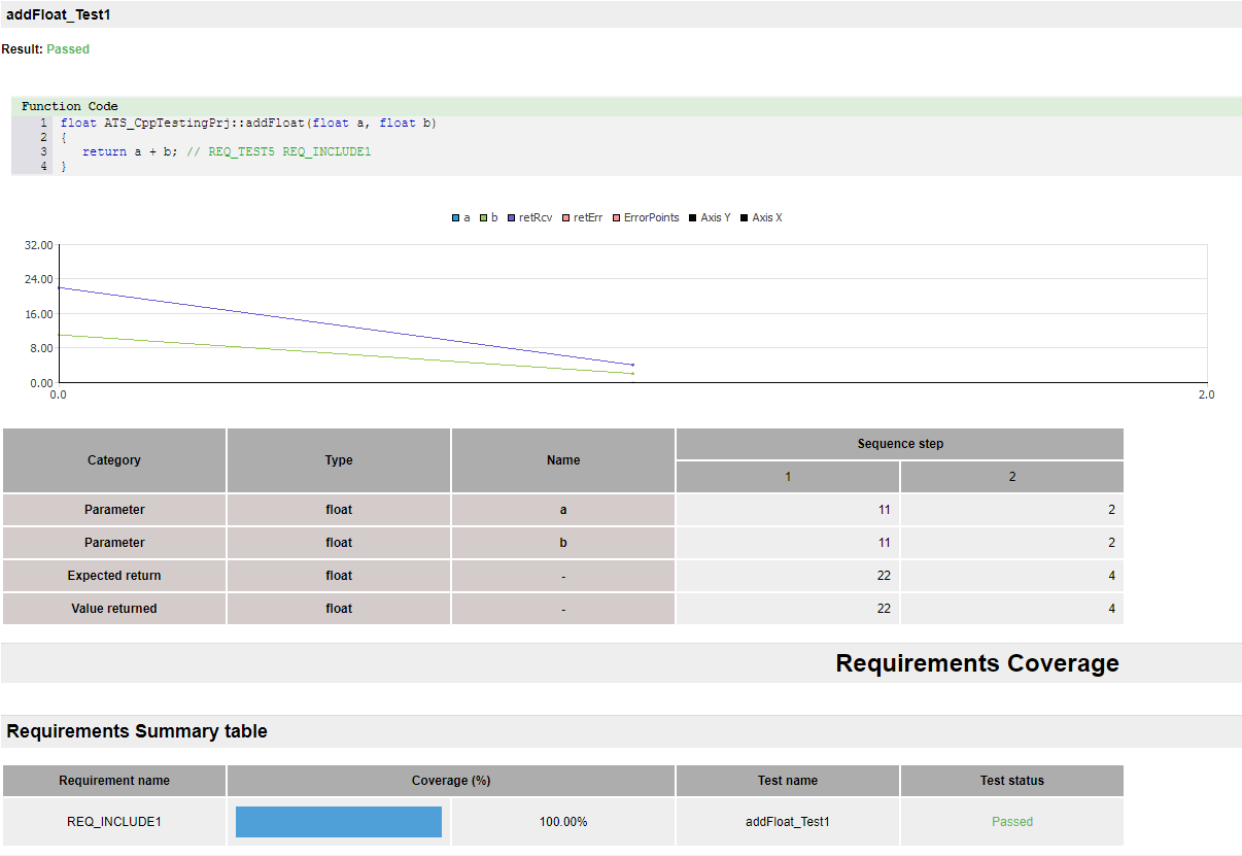 addFloat_Test1
Result: Passed
Function Code
1 float ATS_CppTestingPrj::addFloat(float a, float b)
2 {
3 return a + b; // REQ_TEST5 REQ_INCLUDE1
4 }
a b retRcv retErr ErrorPoints Axis Y Axis X
32.00
24.00
16.00
8.00
0.00
0.0 2.0
Category Type Name Sequence step
1 2
Parameter float a 11 2
Parameter float b 11 2
Expected return float - 22 4
Value returned float - 22 4
Requirements Coverage
Requirements Summary table
Requirement name Coverage (%) Test name Test status
REQ_INCLUDE1 100.00% addFloat_Test1 Passed